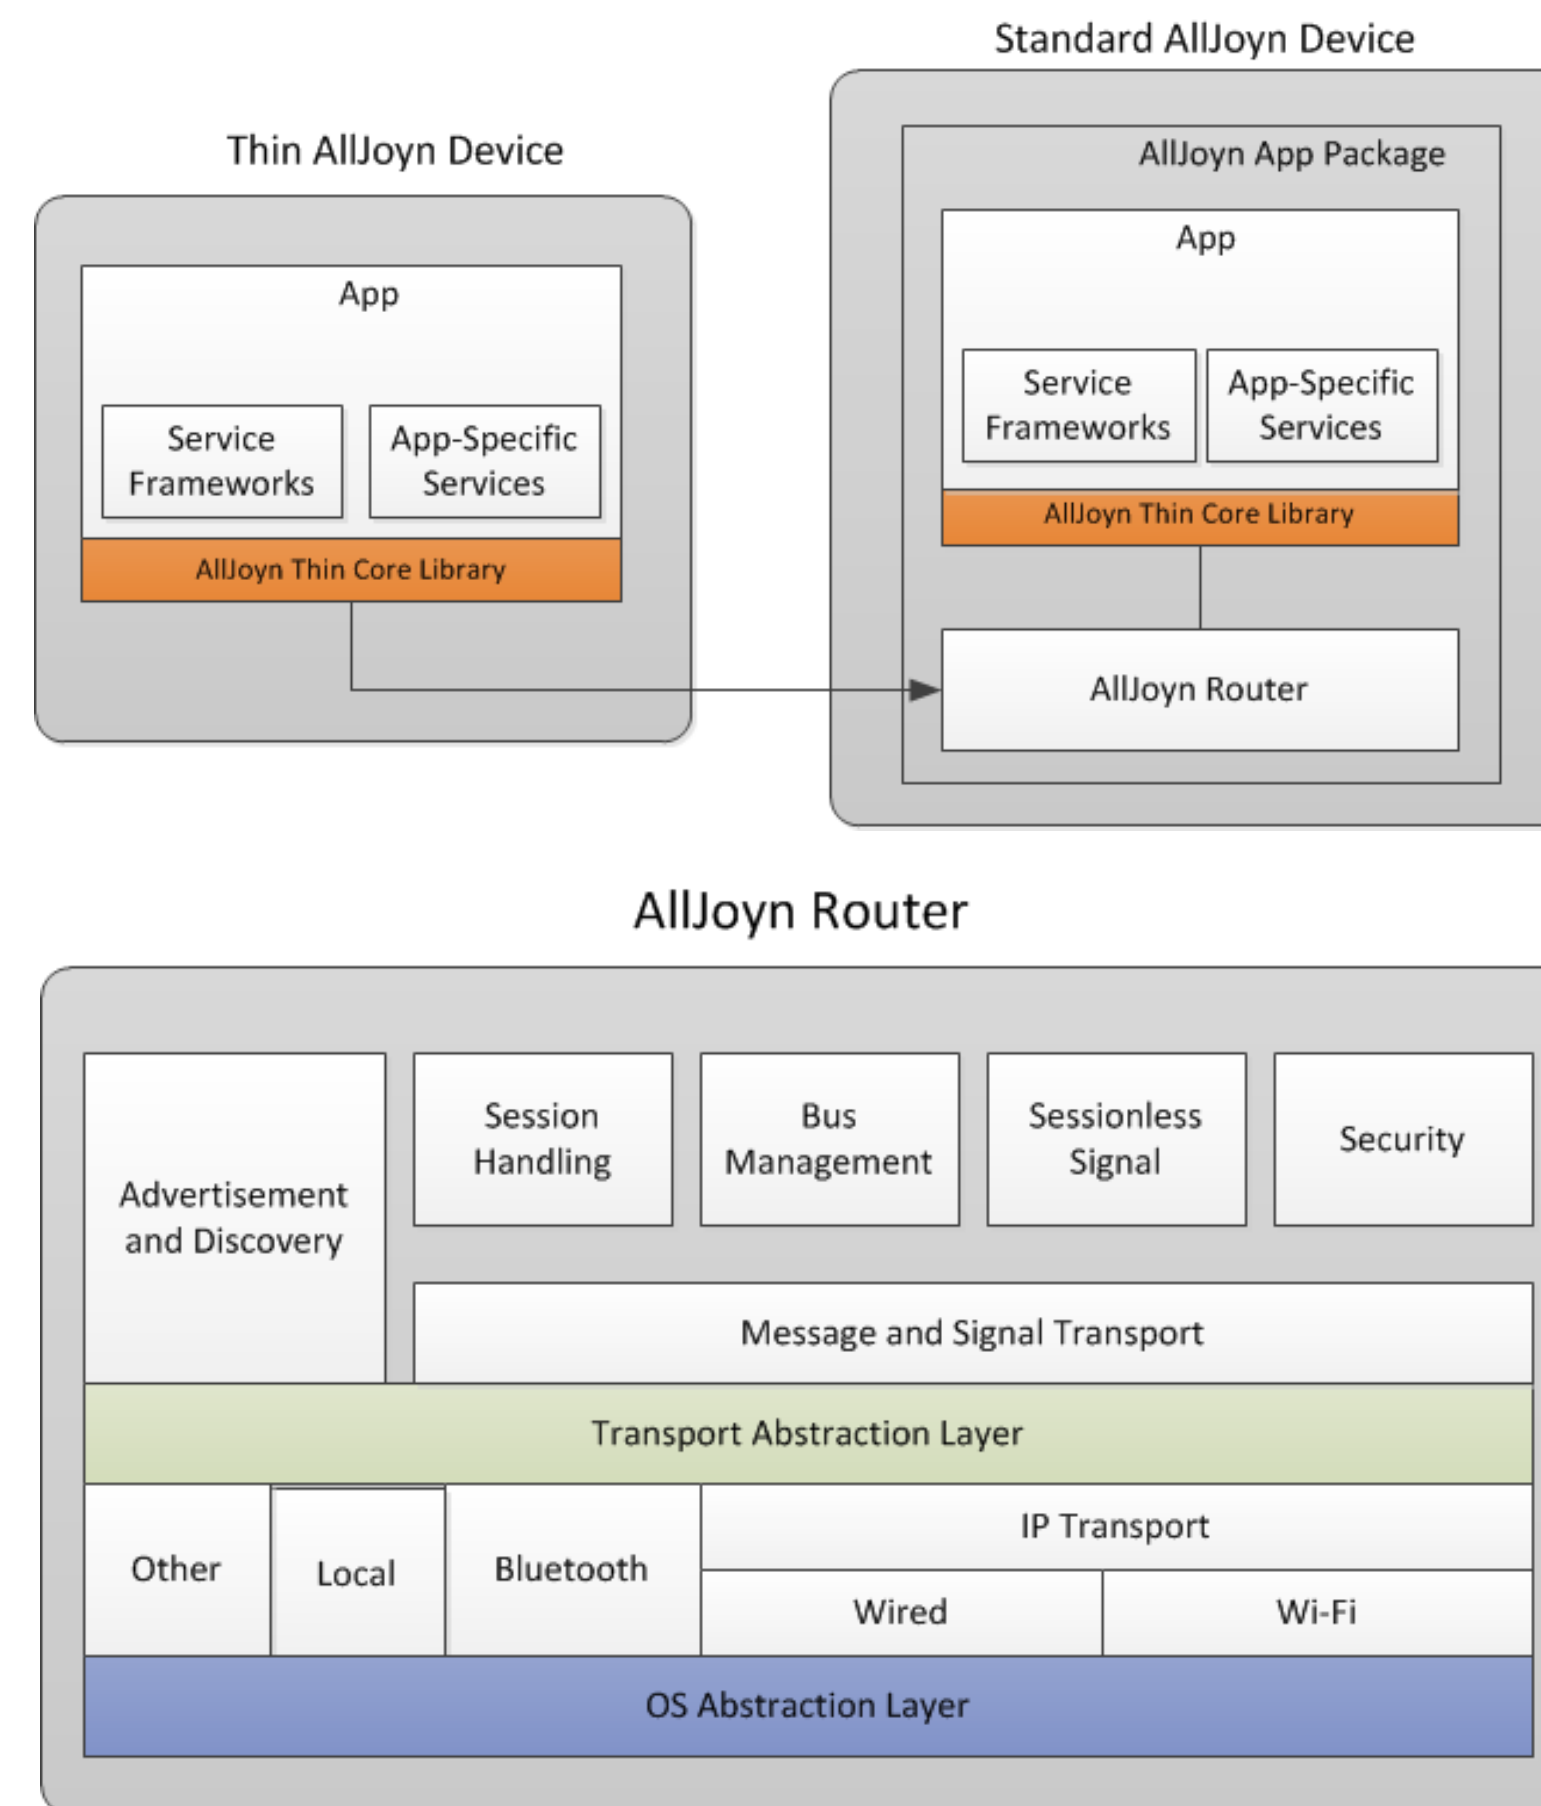 Standard AllJoyn Device
Thin AllJoyn Device
AllJoyn App Package
App
Service
Frameworks
App-Specific
Services
AllJoyn Thin Core Library
App
Service
Frameworks
App-Specific
Services
AllJoyn Thin Core Library
AllJoyn Router
AllJoyn Router
Advertisement
and Discovery
Session
Handling
Bus
Management
Sessionless
Signal
Security
Message and Signal Transport
Transport Abstraction Layer
Other
Local
Bluetooth
IP Transport
Wired
Wi-Fi
OS Abstraction Layer